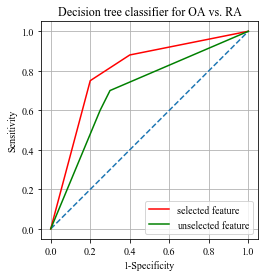 Decision tree classifier for OA vs. RA
1.0
0.8
0.6
0.4
0.2
0.0
Sensitivity
selected feature
unselected feature
0.0 0.2 0.4 0.6 0.8 1.0
1-Specificity